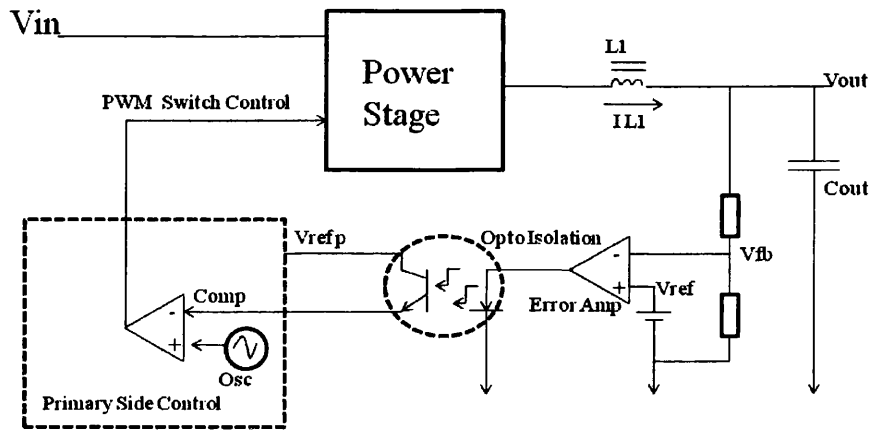 Vin
Power
Stage
L1
Vout
PWM Switch Control
I L1
Cout
Vrefp
Opto Isolation
Vfb
Comp
Vref
-
+
Error Amp
-
+
Osc
Primary Side Control